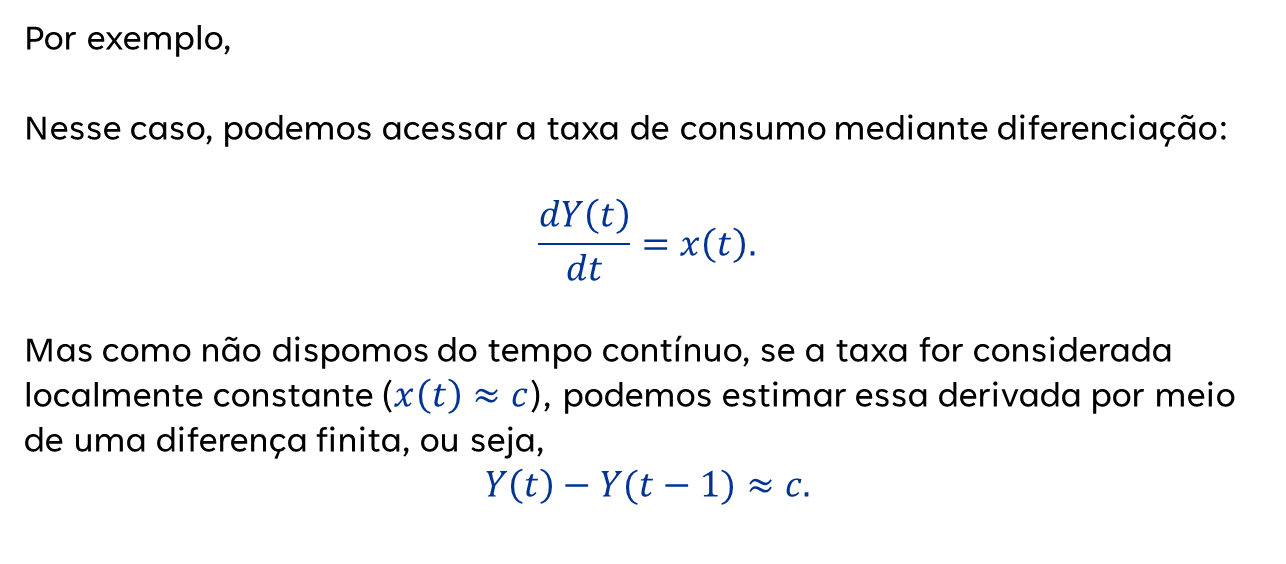 Por exemplo,
Nesse caso, podemos acessar a taxa de consumo mediante diferenciação:
dY(t)/dt = x(t).
Mas como não dispomos do tempo contínuo, se a taxa for considerada
localmente constante (x(t) ≈ c), podemos estimar essa derivada por meio
de uma diferença finita, ou seja,
Y(t) − Y(t − 1) ≈ c.